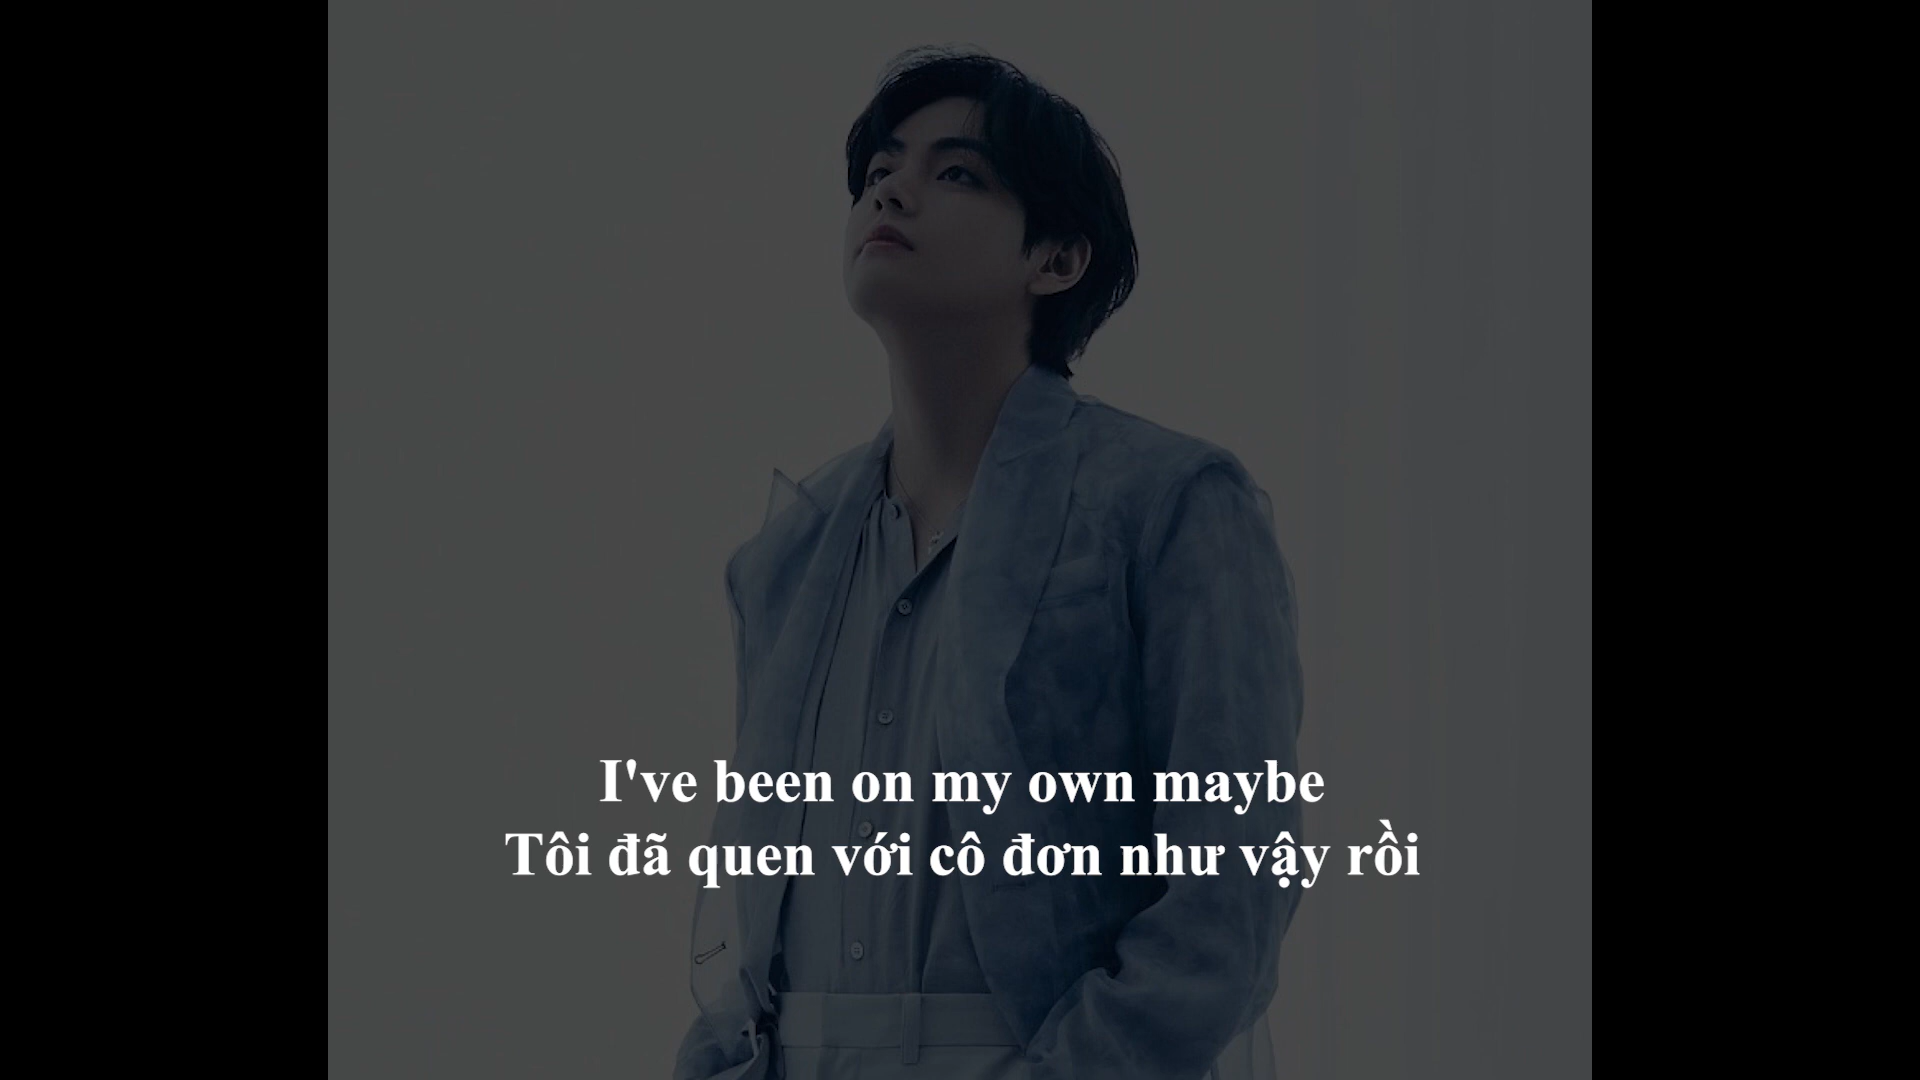 I've been on my own maybe
Tôi đã quen với cô đơn như vậy rồi